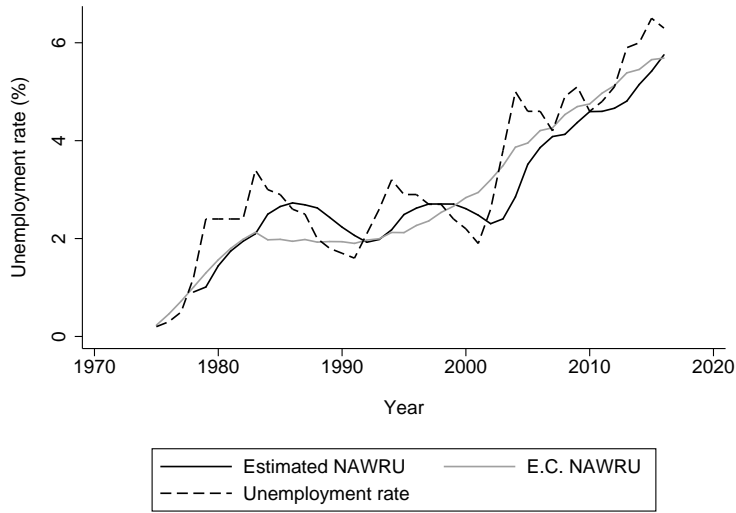 Unemployment rate (%)
6
4
2
0
1970 1980 1990 2000 2010 2020
Year
Estimated NAWRU E.C. NAWRU
Unemployment rate